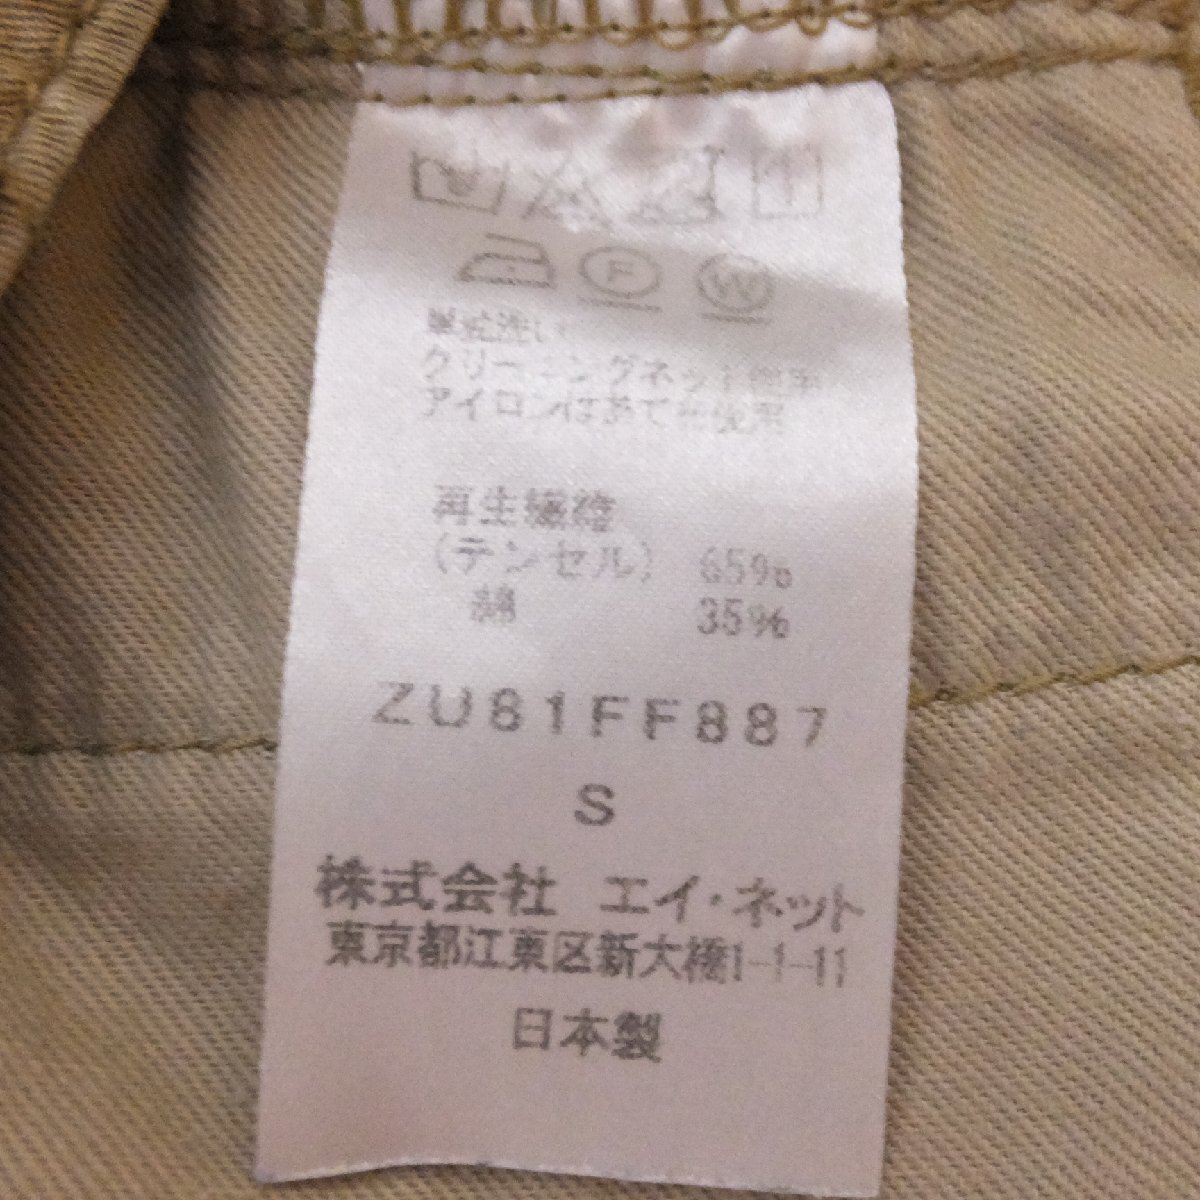 F W
単独洗い
クリーニングネット使用
アイロンはあて布使用
再生繊維
(テンセル) 65%
綿 35%
ZU81FF887
S
株式会社 エイ・ネット
東京都江東区新大橋1-1-11
日本製